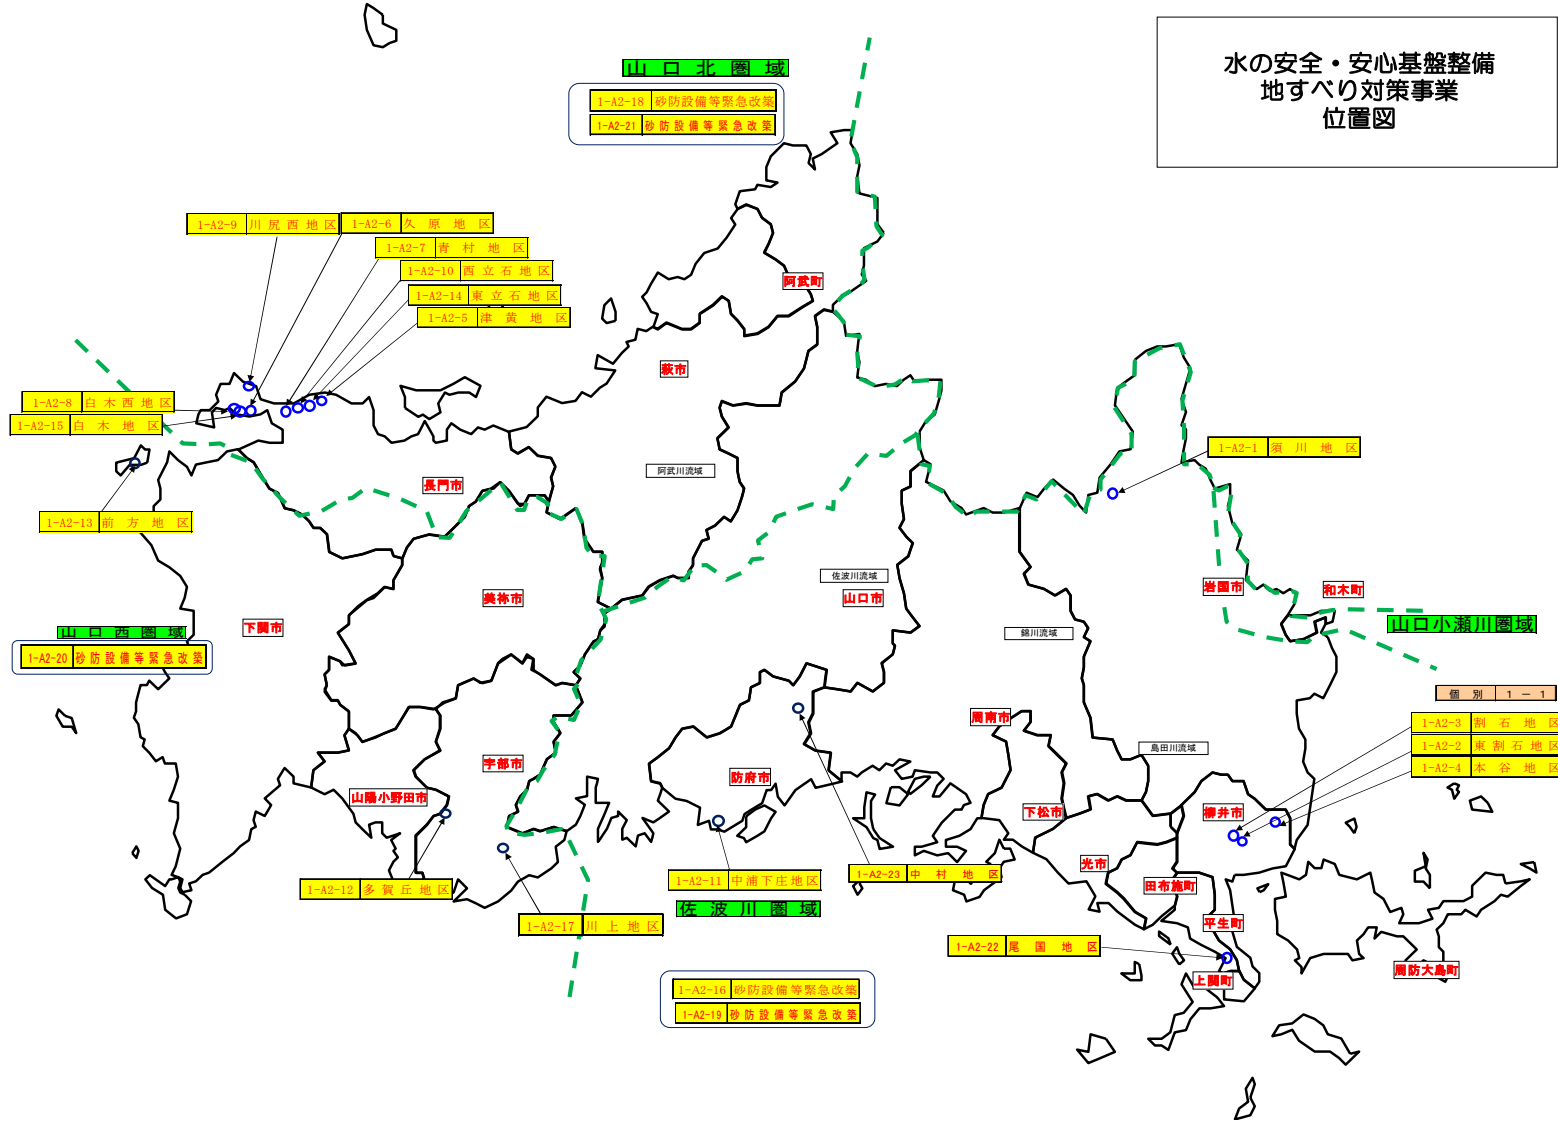 水の安全・安心基盤整備
地すべり対策事業
位置図
山口北圏域
1-A2-18 砂防設備等緊急改築
1-A2-21 砂防設備等緊急改築
1-A2-9 川尻西地区
1-A2-6 久原地区
1-A2-7 青村地区
1-A2-10 西立石地区
1-A2-14 東立石地区
1-A2-5 津黄地区
阿武町
萩市
1-A2-8 白木西地区
1-A2-15 白木地区
1-A2-1 須川地区
阿武川流域
長門市
1-A2-13 前方地区
佐波川流域
岩国市
和木町
美祢市
山口市
山口小瀬川圏域
下関市
山口西圏域
錦川流域
1-A2-20 砂防設備等緊急改築
個別 1－1
1-A2-3 割石地区
1-A2-2 東割石地区
1-A2-4 本谷地区
周南市
島田川流域
宇部市
防府市
山陽小野田市
下松市
柳井市
光市
1-A2-23 中村地区
1-A2-11 中浦下庄地区
田布施町
1-A2-12 多賀丘地区
佐波川圏域
1-A2-17 川上地区
平生町
1-A2-22 尾国地区
周防大島町
上関町
1-A2-16 砂防設備等緊急改築
1-A2-19 砂防設備等緊急改築